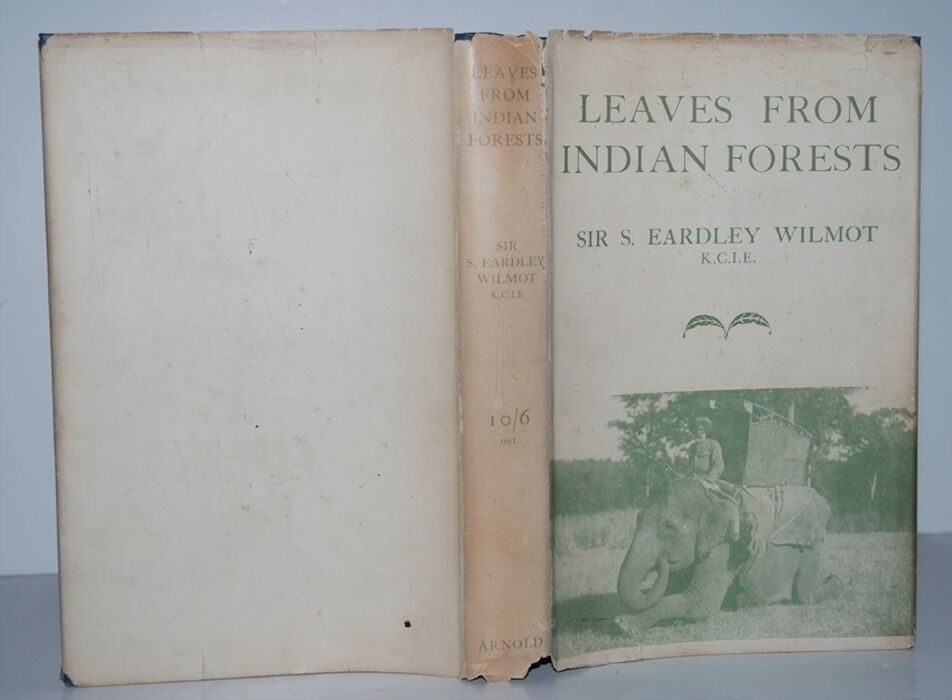 LEAVES
FROM
INDIAN
FORESTS
SIR
S. EARDLEY
WILMOT
K.C.I.E
10/6
net
ARNOLD
LEAVES FROM
INDIAN FORESTS
SIR S. EARDLEY WILMOT
K.C.I.E.